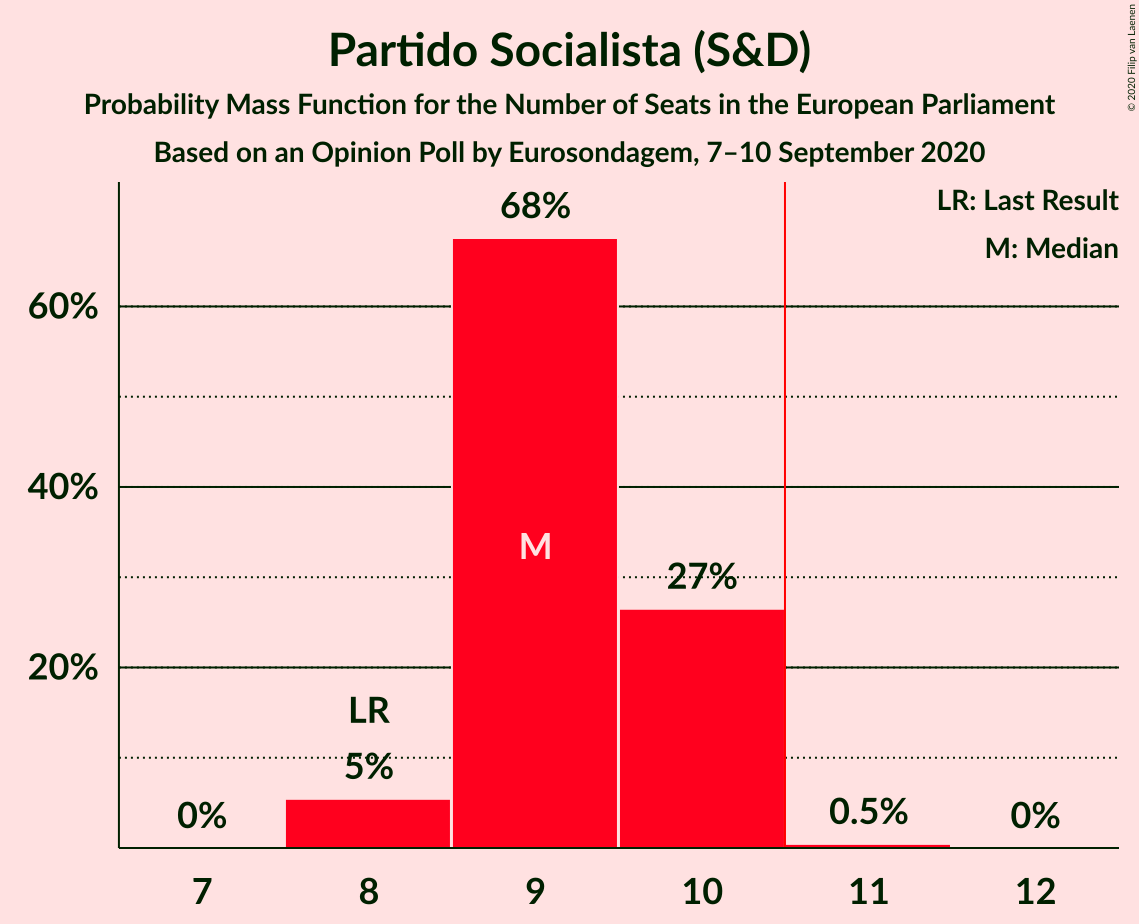 Partido Socialista (S&D)
Probability Mass Function for the Number of Seats in the European Parliament
Based on an Opinion Poll by Eurosondagem, 7–10 September 2020
© 2020 Filip van Laenen
LR: Last Result
M: Median
68%
60%
40%
M
27%
20%
LR
5%
0%
0.5%
0%
7 8 9 10 11 12